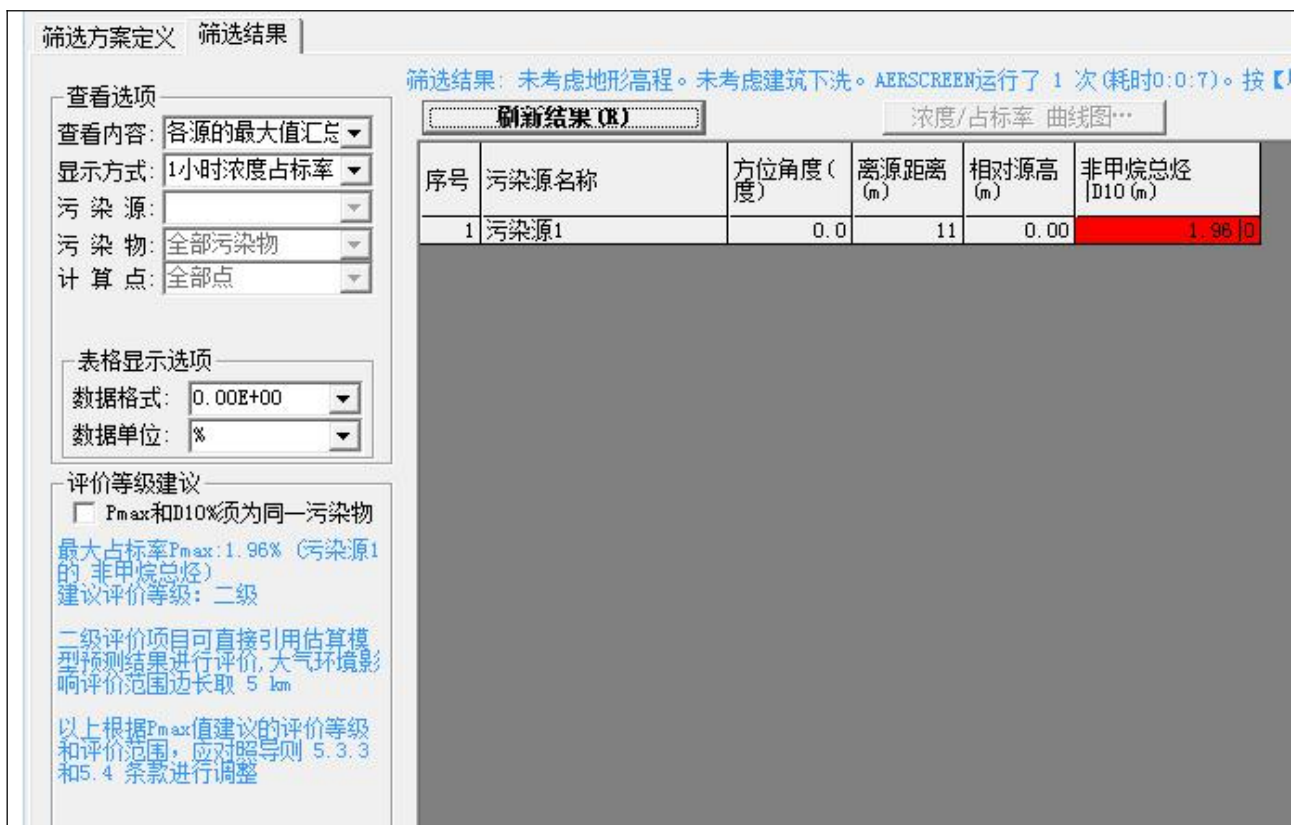 筛选方案定义 筛选结果
筛选结果: 未考虑地形高程。未考虑建筑下洗。AERSCREEN运行了 1 次(耗时0:0:7)。按【
查看选项
查看内容: 各源的最大值汇总
显示方式: 1小时浓度占标率
污 染 源:
污 染 物: 全部污染物
计 算 点: 全部点
刷新结果(R)
浓度/占标率 曲线图…
序号 污染源名称 方位角度(度) 离源距离(m) 相对源高(m) 非甲烷总烃|D10(m)
1 污染源1 0.0 11 0.00 1.96|0
表格显示选项
数据格式: 0.00E+00
数据单位: %
评价等级建议
Pmax和D10%须为同一污染物
最大占标率Pmax:1.96% (污染源1
的 非甲烷总烃)
建议评价等级: 二级
二级评价项目可直接引用估算模
型预测结果进行评价,大气环境影
响评价范围边长取 5 km
以上根据Pmax值建议的评价等级
和评价范围,应对照导则 5.3.3
和5.4 条款进行调整